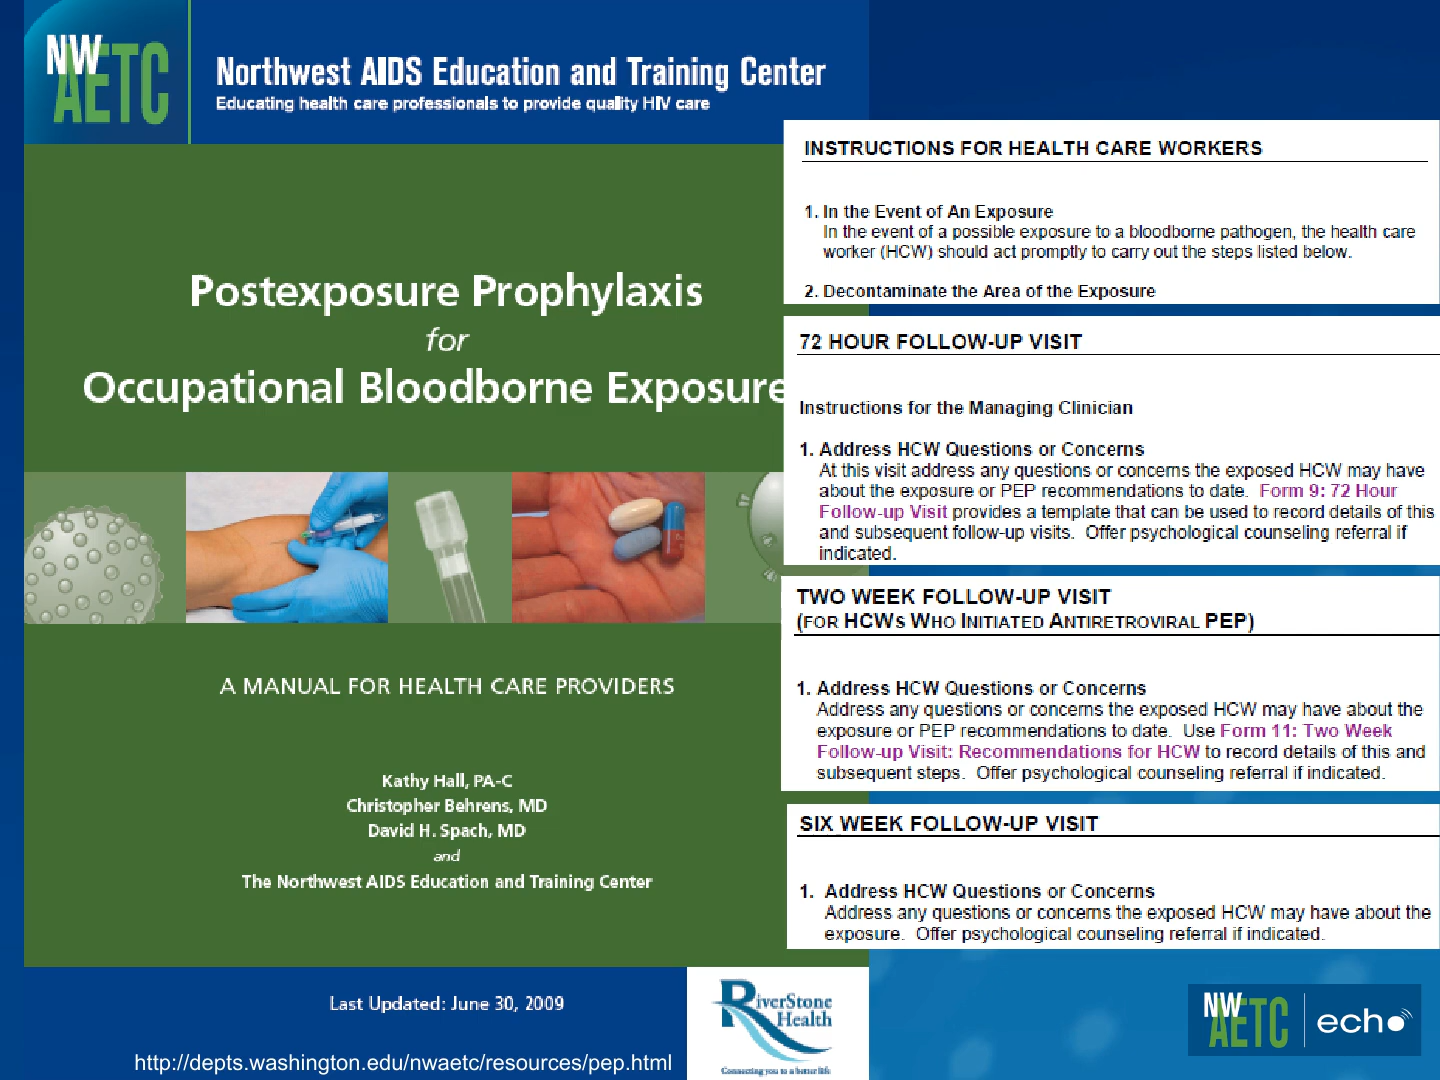 NW
AETC
Northwest AIDS Education and Training Center
Educating health care professionals to provide quality HIV care
Postexposure Prophylaxis
for
Occupational Bloodborne Exposure
A MANUAL FOR HEALTH CARE PROVIDERS
Kathy Hall, PA-C
Christopher Behrens, MD
David H. Spach, MD
and
The Northwest AIDS Education and Training Center
Last Updated: June 30, 2009
http://depts.washington.edu/nwaetc/resources/pep.html
RiverStone
Health
Connecting you to a better life
INSTRUCTIONS FOR HEALTH CARE WORKERS
1. In the Event of An Exposure
In the event of a possible exposure to a bloodborne pathogen, the health care
worker (HCW) should act promptly to carry out the steps listed below.
2. Decontaminate the Area of the Exposure
72 HOUR FOLLOW-UP VISIT
Instructions for the Managing Clinician
1. Address HCW Questions or Concerns
At this visit address any questions or concerns the exposed HCW may have
about the exposure or PEP recommendations to date. Form 9: 72 Hour
Follow-up Visit provides a template that can be used to record details of this
and subsequent follow-up visits. Offer psychological counseling referral if
indicated.
TWO WEEK FOLLOW-UP VISIT
(FOR HCWS WHO INITIATED ANTIRETROVIRAL PEP)
1. Address HCW Questions or Concerns
Address any questions or concerns the exposed HCW may have about the
exposure or PEP recommendations to date. Use Form 11: Two Week
Follow-up Visit: Recommendations for HCW to record details of this and
subsequent steps. Offer psychological counseling referral if indicated.
SIX WEEK FOLLOW-UP VISIT
1. Address HCW Questions or Concerns
Address any questions or concerns the exposed HCW may have about the
exposure. Offer psychological counseling referral if indicated.
NW
AETC
echo